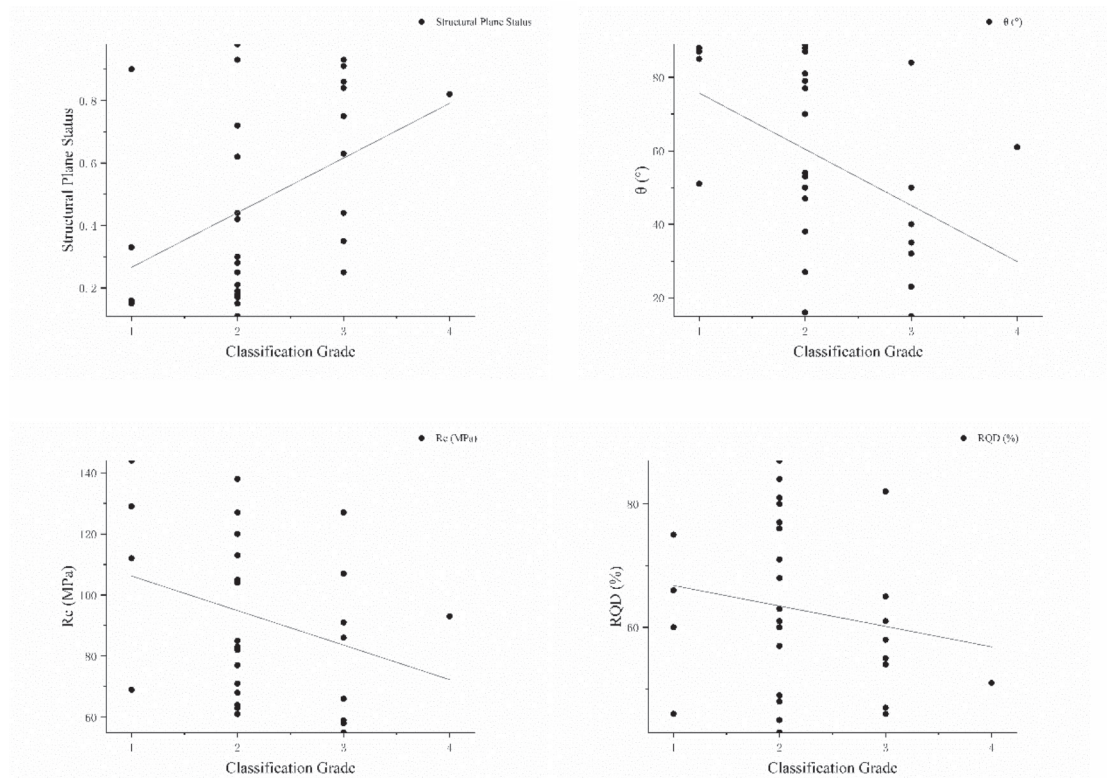 Structural Plane Status
0.8
0.6
0.4
0.2
Structural Plane Status
1 2 3 4
Classification Grade
θ (°)
80
60
40
20
θ (°)
1 2 3 4
Classification Grade
Rc (MPa)
140
120
100
80
60
Rc (MPa)
1 2 3 4
Classification Grade
RQD (%)
80
60
RQD (%)
1 2 3 4
Classification Grade